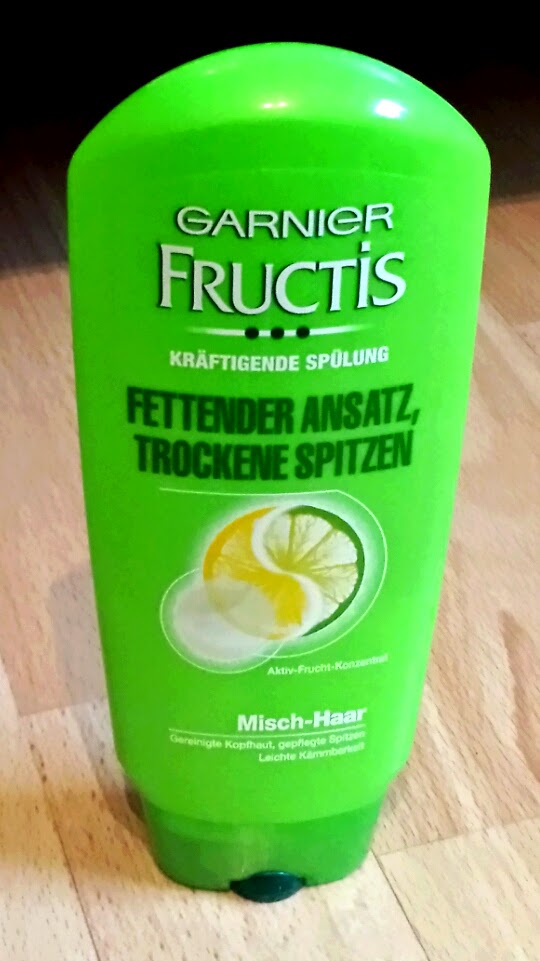 GARNIER
FRUCTIS
KRÄFTIGENDE SPÜLUNG
FETTENDER ANSATZ,
TROCKENE SPITZEN
Aktiv-Frucht-Konzentrat
Misch-Haar
Gereinigte Kopfhaut, gepflegte Spitzen
Leichte Kämmbarkeit